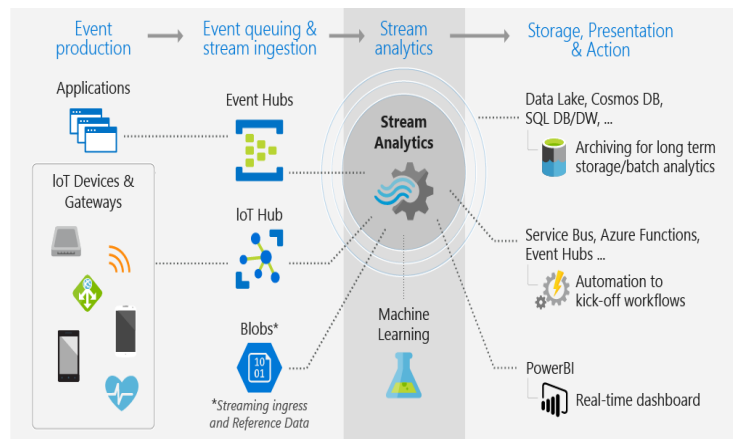 Event
production
Event queuing &
stream ingestion
Stream
analytics
Storage, Presentation
& Action
Applications
IoT Devices &
Gateways
Event Hubs
IoT Hub
Blobs*
10
01
*Streaming ingress
and Reference Data
Stream
Analytics
Machine
Learning
Data Lake, Cosmos DB,
SQL DB/DW, ...
Archiving for long term
storage/batch analytics
Service Bus, Azure Functions,
Event Hubs ...
Automation to
kick-off workflows
PowerBI
Real-time dashboard